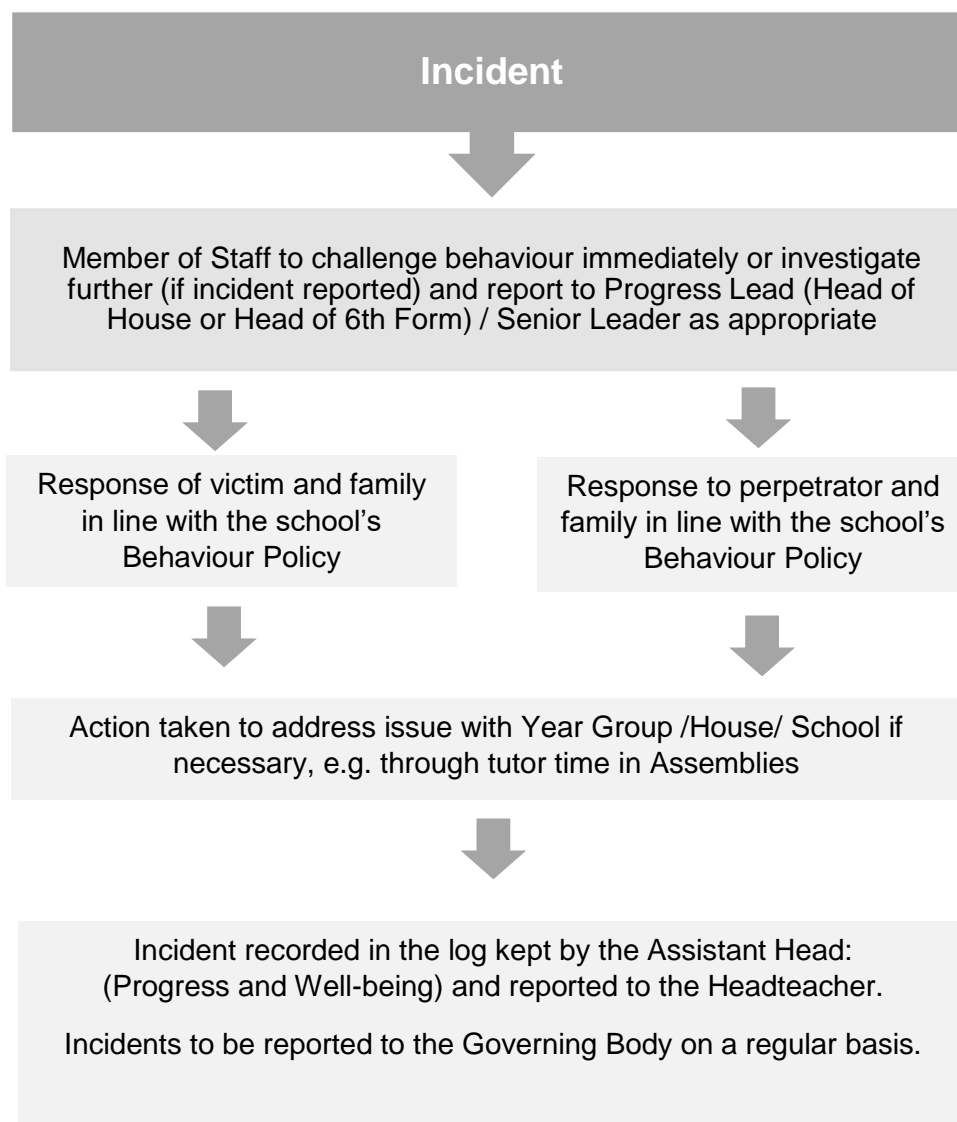 Incident
Member of Staff to challenge behaviour immediately or investigate
further (if incident reported) and report to Progress Lead (Head of
House or Head of 6th Form) / Senior Leader as appropriate
Response of victim and family
in line with the school's
Behaviour Policy
Response to perpetrator and
family in line with the school's
Behaviour Policy
Action taken to address issue with Year Group /House/ School if
necessary, e.g. through tutor time in Assemblies
Incident recorded in the log kept by the Assistant Head:
(Progress and Well-being) and reported to the Headteacher.
Incidents to be reported to the Governing Body on a regular basis.